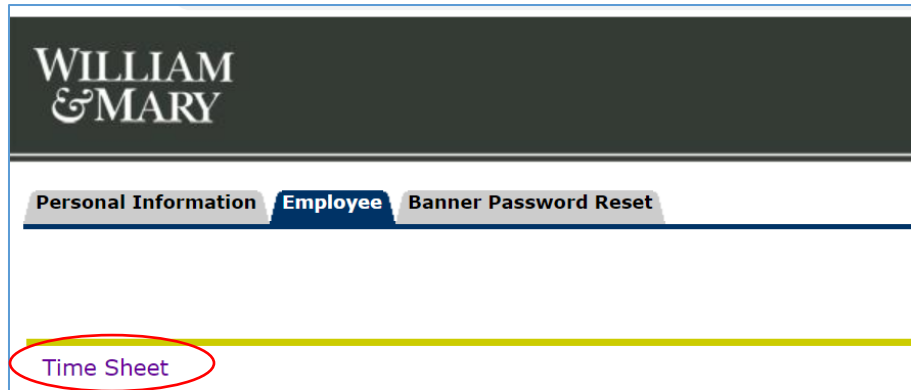 WILLIAM
& MARY
Personal Information Employee Banner Password Reset
Time Sheet